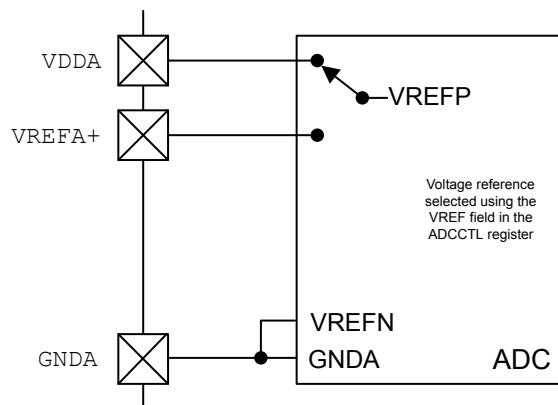 VDDA
VREFP
VREFA+
Voltage reference
selected using the
VREF field in the
ADCCTL register
VREFN
GNDA
GNDA
ADC